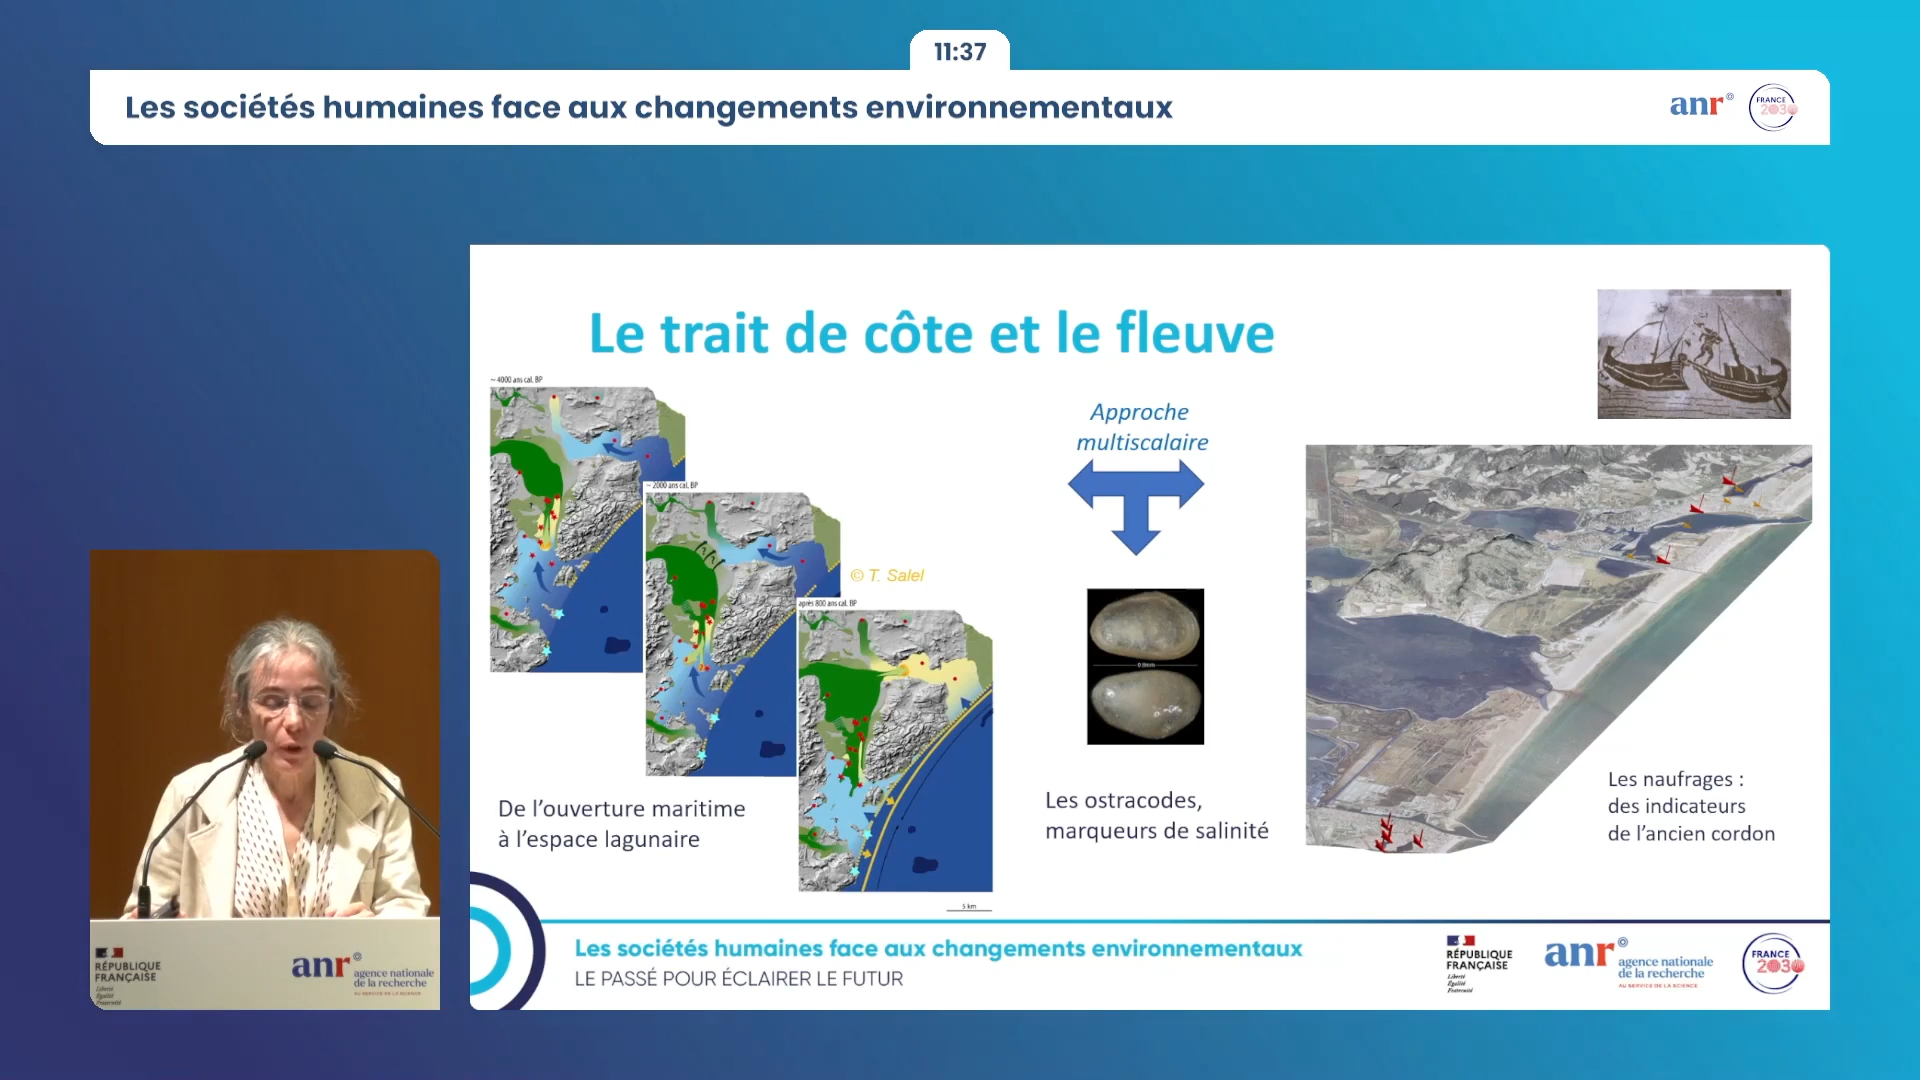 11:37
Les sociétés humaines face aux changements environnementaux
anr
FRANCE
2030
Le trait de côte et le fleuve
~ 4000 ans cal. BP
~ 2000 ans cal. BP
après 800 ans cal. BP
© T. Salel
5 km
De l'ouverture maritime
à l'espace lagunaire
Approche
multiscalaire
Les ostracodes,
marqueurs de salinité
Les naufrages :
des indicateurs
de l'ancien cordon
Les sociétés humaines face aux changements environnementaux
LE PASSÉ POUR ÉCLAIRER LE FUTUR
RÉPUBLIQUE
FRANÇAISE
Liberté
Égalité
Fraternité
anr
agence nationale
de la recherche
AU SERVICE DE LA SCIENCE
FRANCE
2030
RÉPUBLIQUE
FRANÇAISE
Liberté
Égalité
Fraternité
anr
agence nationale
de la recherche
AU SERVICE DE LA SCIENCE